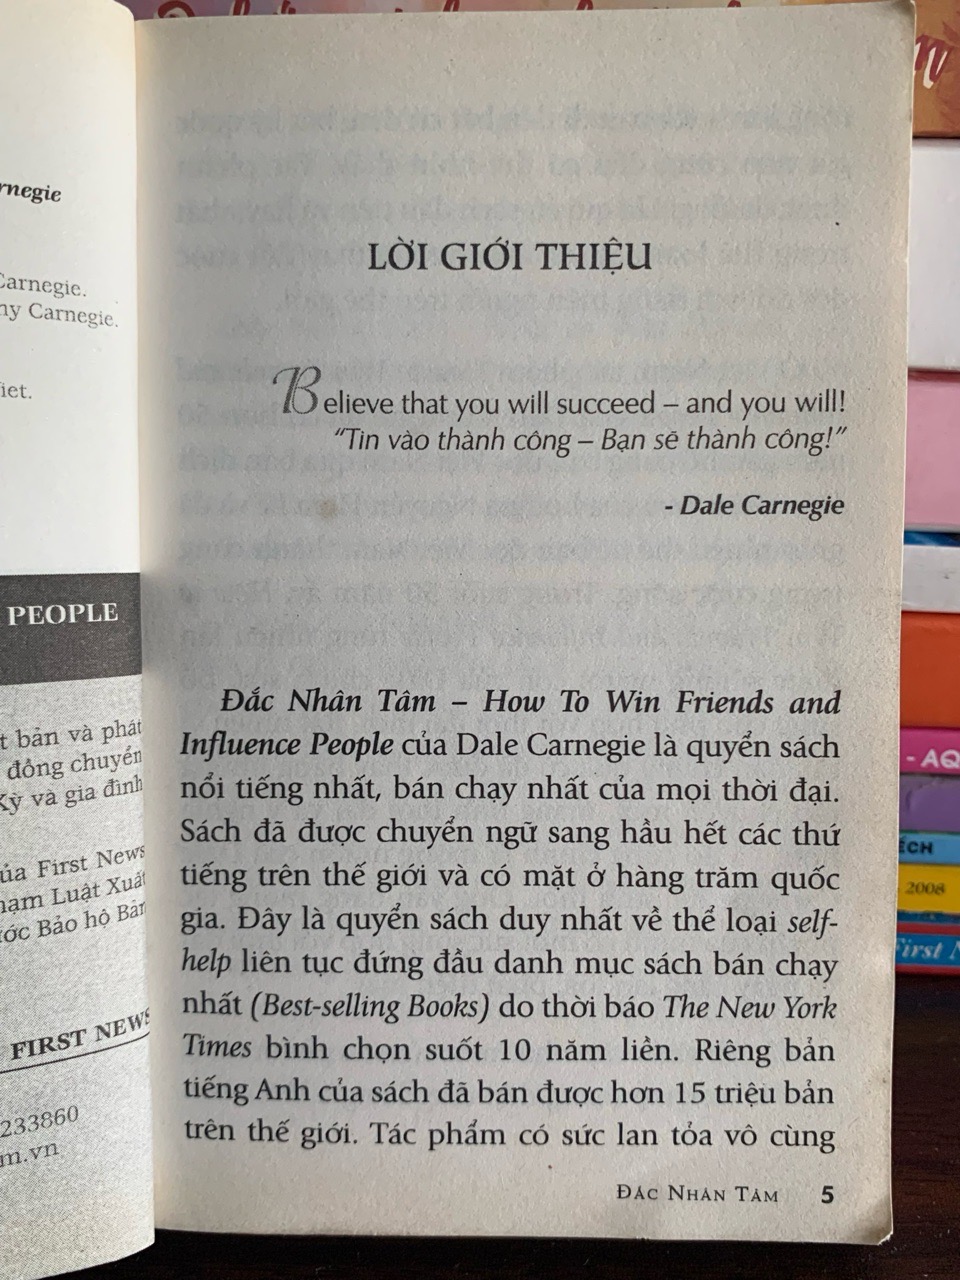 rnegie
Carnegie.
ny Carnegie.
iet.
PEOPLE
t bản và phát
đồng chuyển
Kỳ và gia đình
ủa First News
hạm Luật Xuất
ước Bảo hộ Bản
FIRST NEWS
233860
m.vn
LỜI GIỚI THIỆU
Believe that you will succeed – and you will!
“Tin vào thành công – Bạn sẽ thành công!”
- Dale Carnegie
Đắc Nhân Tâm – How To Win Friends and
Influence People của Dale Carnegie là quyển sách
nổi tiếng nhất, bán chạy nhất của mọi thời đại.
Sách đã được chuyển ngữ sang hầu hết các thứ
tiếng trên thế giới và có mặt ở hàng trăm quốc
gia. Đây là quyển sách duy nhất về thể loại self-
help liên tục đứng đầu danh mục sách bán chạy
nhất (Best-selling Books) do thời báo The New York
Times bình chọn suốt 10 năm liền. Riêng bản
tiếng Anh của sách đã bán được hơn 15 triệu bản
trên thế giới. Tác phẩm có sức lan tỏa vô cùng
ĐẮC NHÂN TÂM 5
- AQ
ẾCH
2008
First N